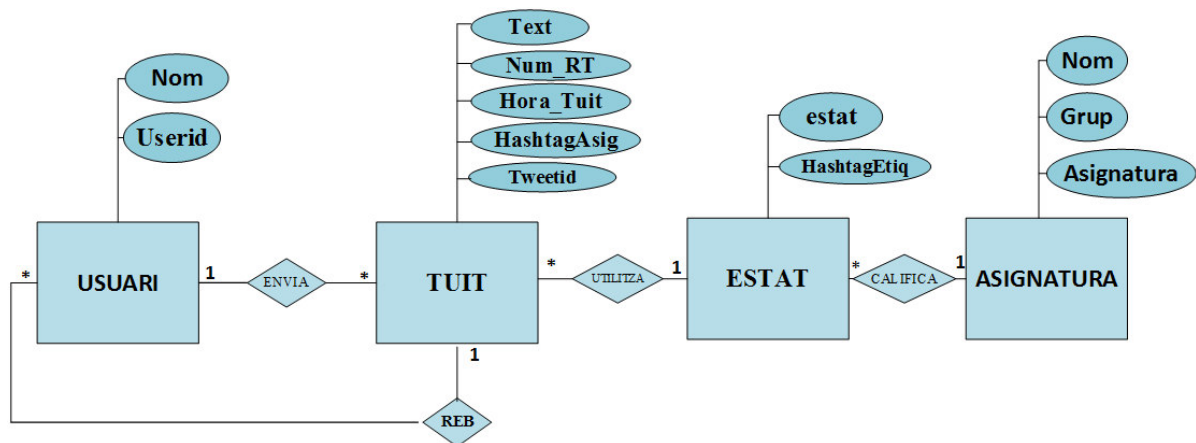 Text
Nom
Num_RT
Nom
Hora_Tuit
estat
Grup
Userid
HashtagAsig
HashtagEtiq
Asignatura
Tweetid
*
USUARI
1
ENVIA
*
TUIT
*
UTILITZA
1
ESTAT
*
CALIFICA
1
ASIGNATURA
1
REB